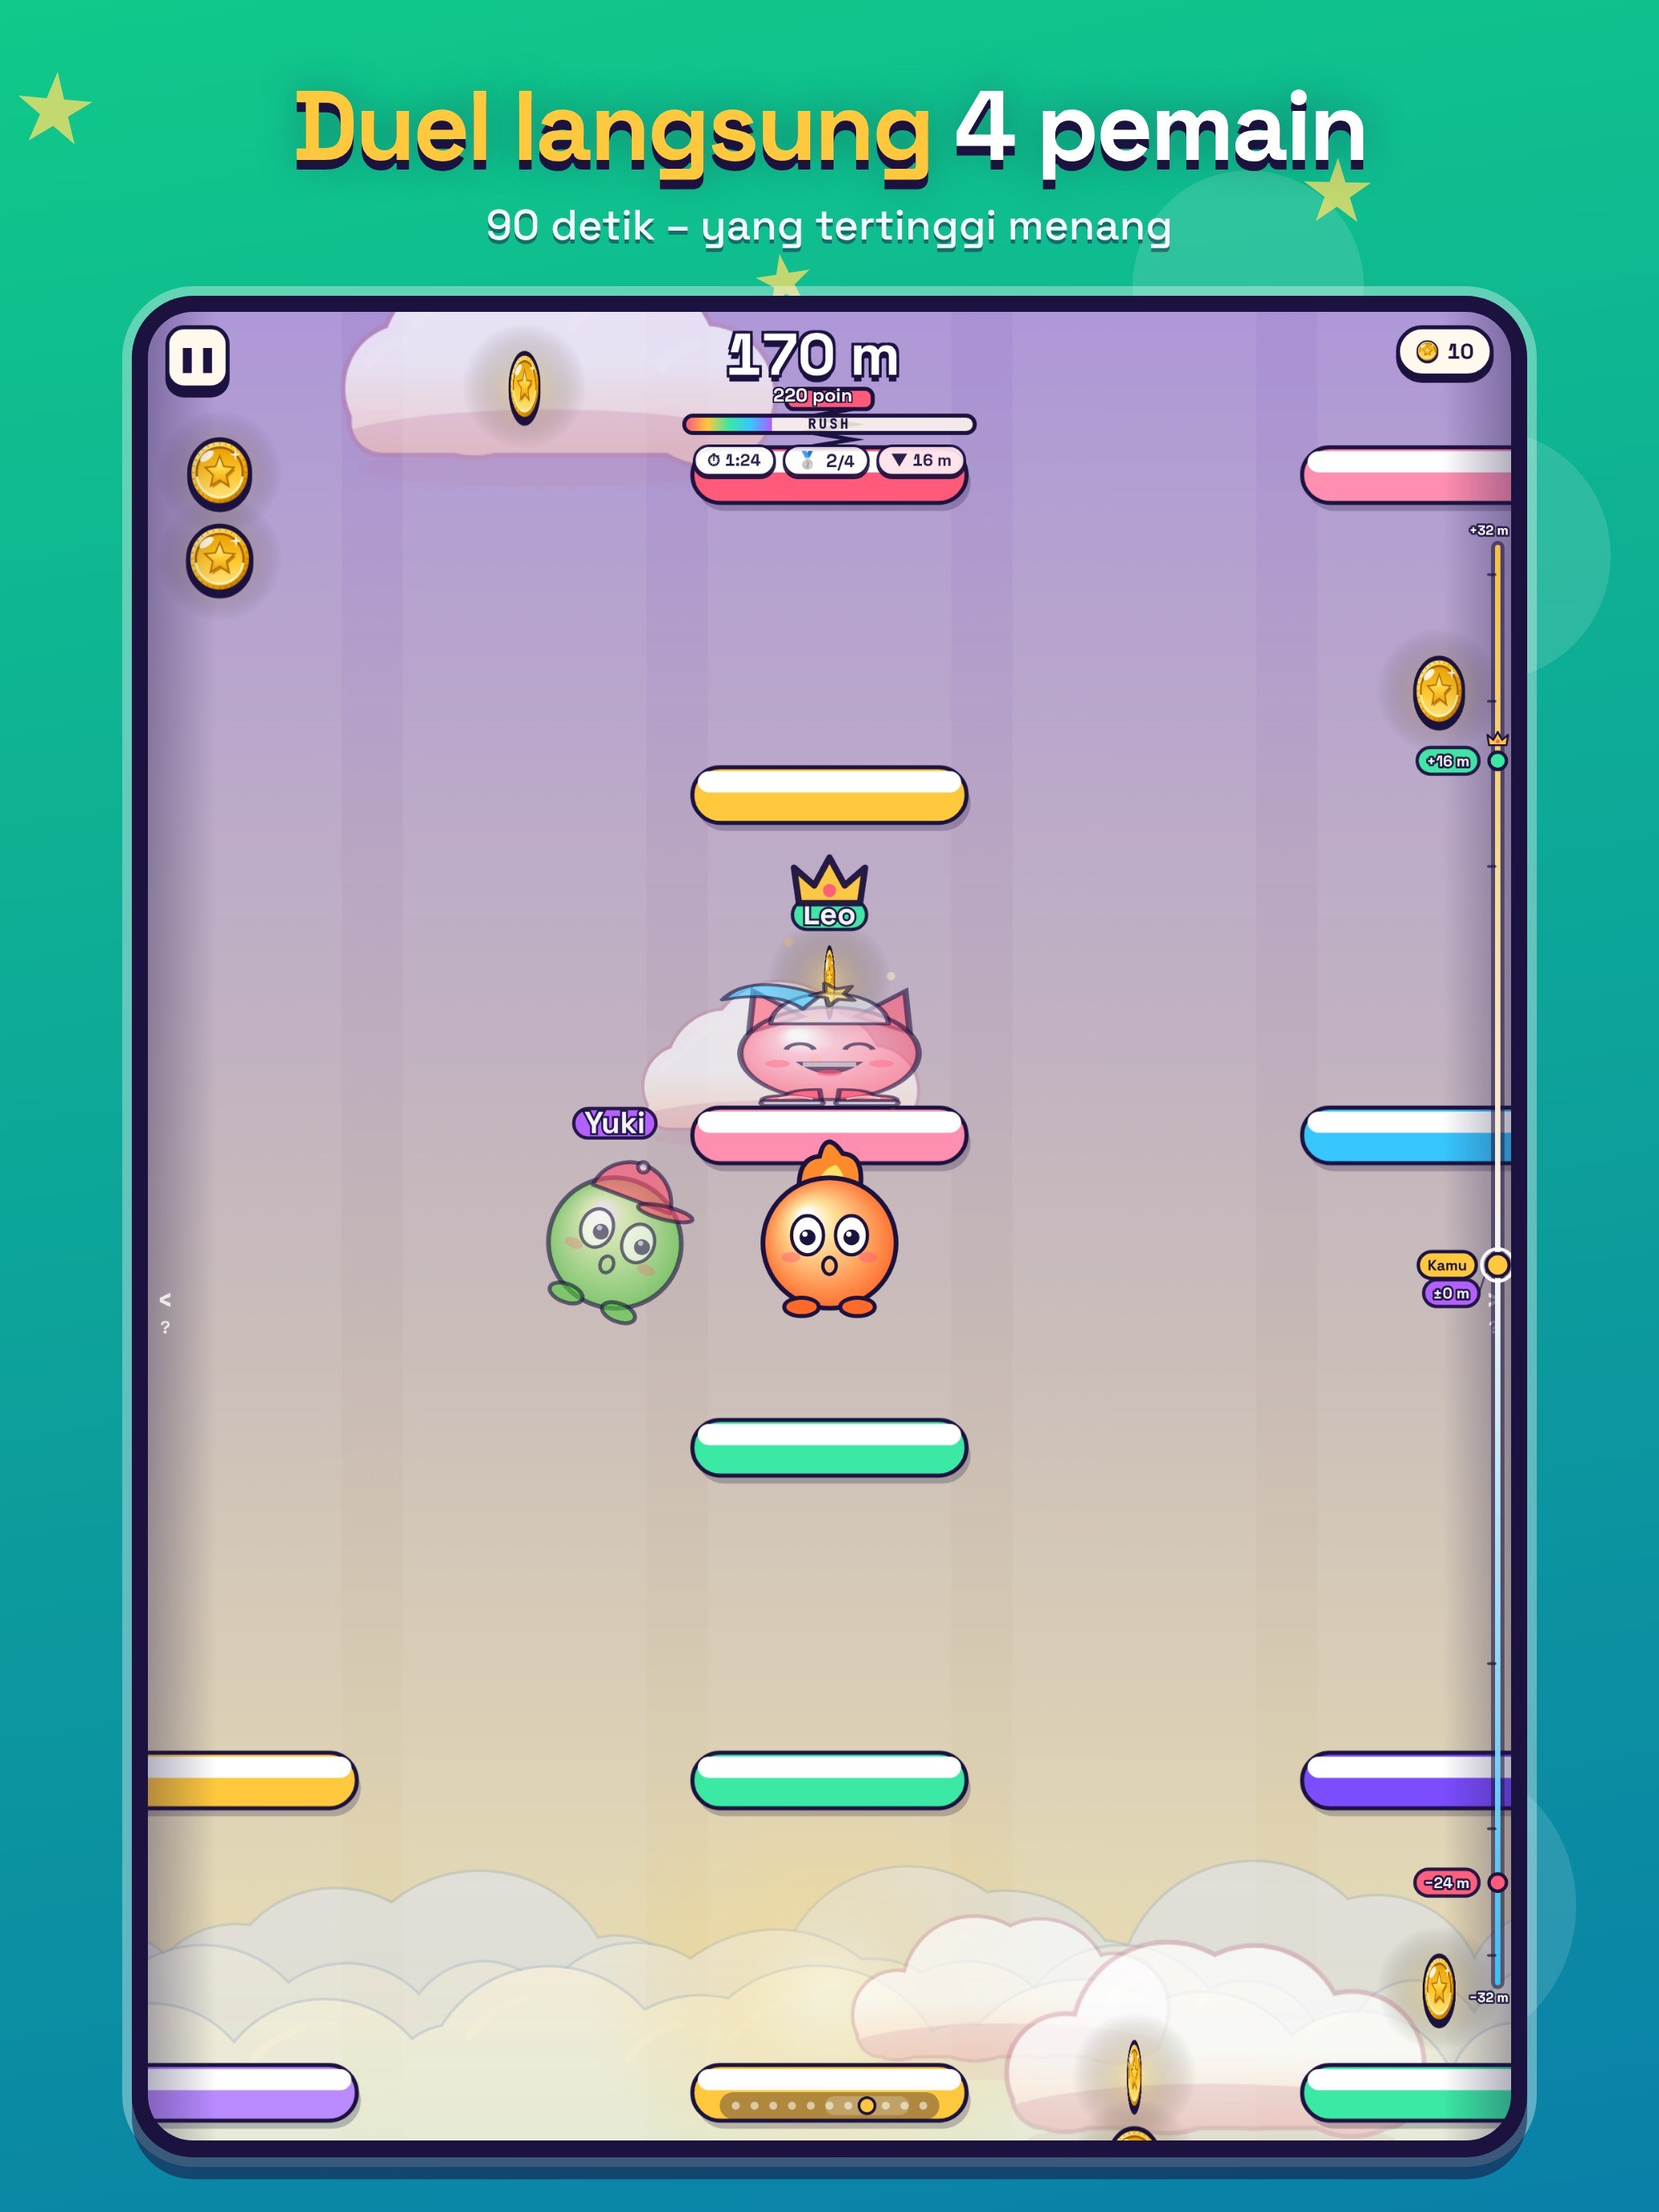 Duel langsung 4 pemain
90 detik – yang tertinggi menang
170 m
10
220 poin
RUSH
1:24
2/4
▼ 16 m
+32 m
+16 m
Leo
Yuki
Kamu
±0 m
<
?
-24 m
-32 m